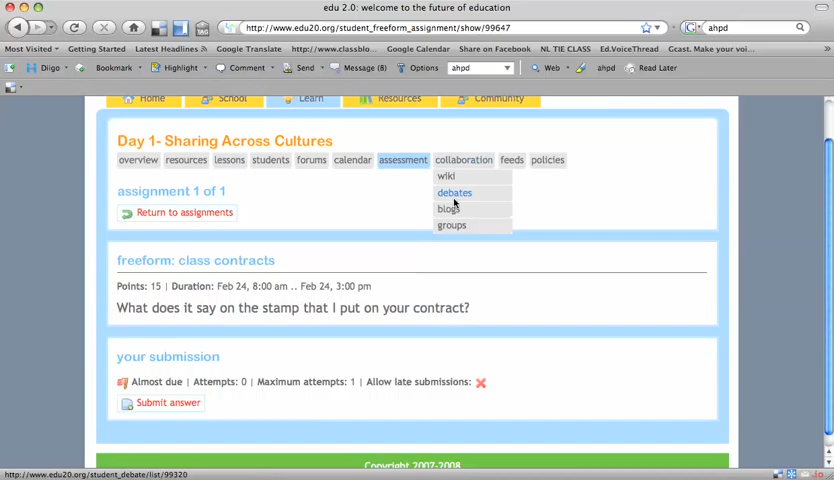 edu 2.0: welcome to the future of education
http://www.edu20.org/student_freeform_assignment/show/99647
ahpd
Most Visited Getting Started Latest Headlines Google Translate http://www.classblo... Google Calendar Share on Facebook NL TIE CLASS Ed.VoiceThread Gcast. Make your voi...
Diigo Bookmark Highlight Comment Send Message (8) Options ahpd Web ahpd Read Later
Home School Learn Resources Community
Day 1- Sharing Across Cultures
overview resources lessons students forums calendar assessment collaboration feeds policies
wiki
assignment 1 of 1
debates
blogs
Return to assignments
groups
freeform: class contracts
Points: 15 | Duration: Feb 24, 8:00 am .. Feb 24, 3:00 pm
What does it say on the stamp that I put on your contract?
your submission
Almost due | Attempts: 0 | Maximum attempts: 1 | Allow late submissions:
Submit answer
Copyright 2007-2008
http://www.edu20.org/student_debate/list/99320